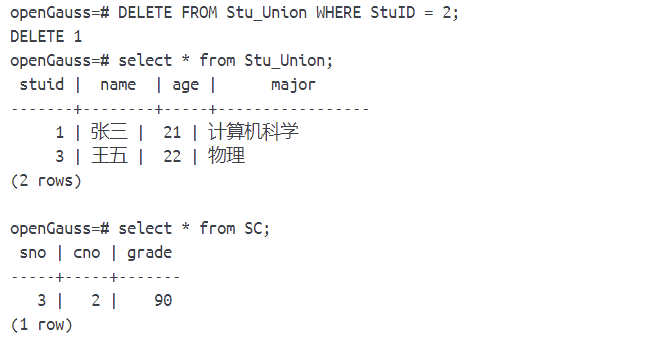 openGauss=# DELETE FROM Stu_Union WHERE StuID = 2;
DELETE 1
openGauss=# select * from Stu_Union;
 stuid |  name  | age |      major
-------+--------+-----+-----------------
     1 | 张三 |  21 | 计算机科学
     3 | 王五 |  22 | 物理
(2 rows)

openGauss=# select * from SC;
 sno | cno | grade
-----+-----+-------
   3 |   2 |    90
(1 row)